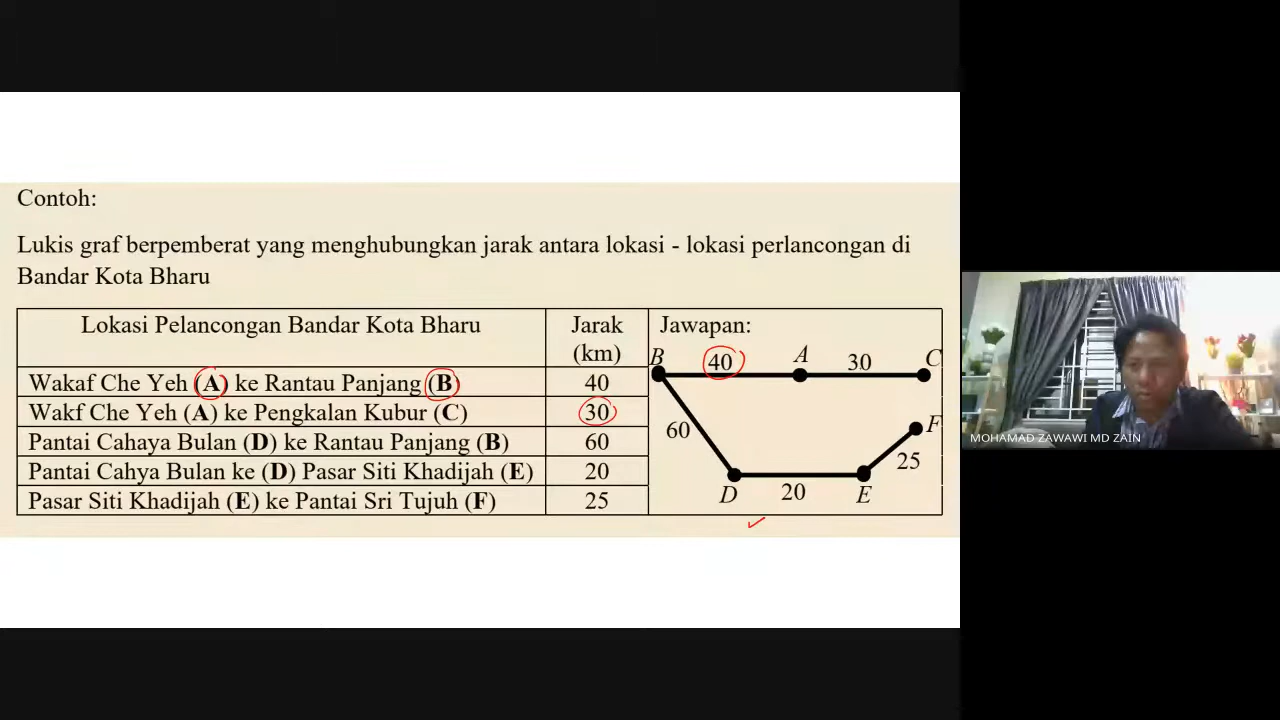 Contoh:
Lukis graf berpemberat yang menghubungkan jarak antara lokasi - lokasi perlancongan di
Bandar Kota Bharu
Lokasi Pelancongan Bandar Kota Bharu
Jarak
(km)
Wakaf Che Yeh (A) ke Rantau Panjang (B)
40
Wakf Che Yeh (A) ke Pengkalan Kubur (C)
30
Pantai Cahaya Bulan (D) ke Rantau Panjang (B)
60
Pantai Cahya Bulan ke (D) Pasar Siti Khadijah (E)
20
Pasar Siti Khadijah (E) ke Pantai Sri Tujuh (F)
25
Jawapan:
B 40 A 30 C
F
60
25
D 20 E
MOHAMAD ZAWAWI MD ZAIN